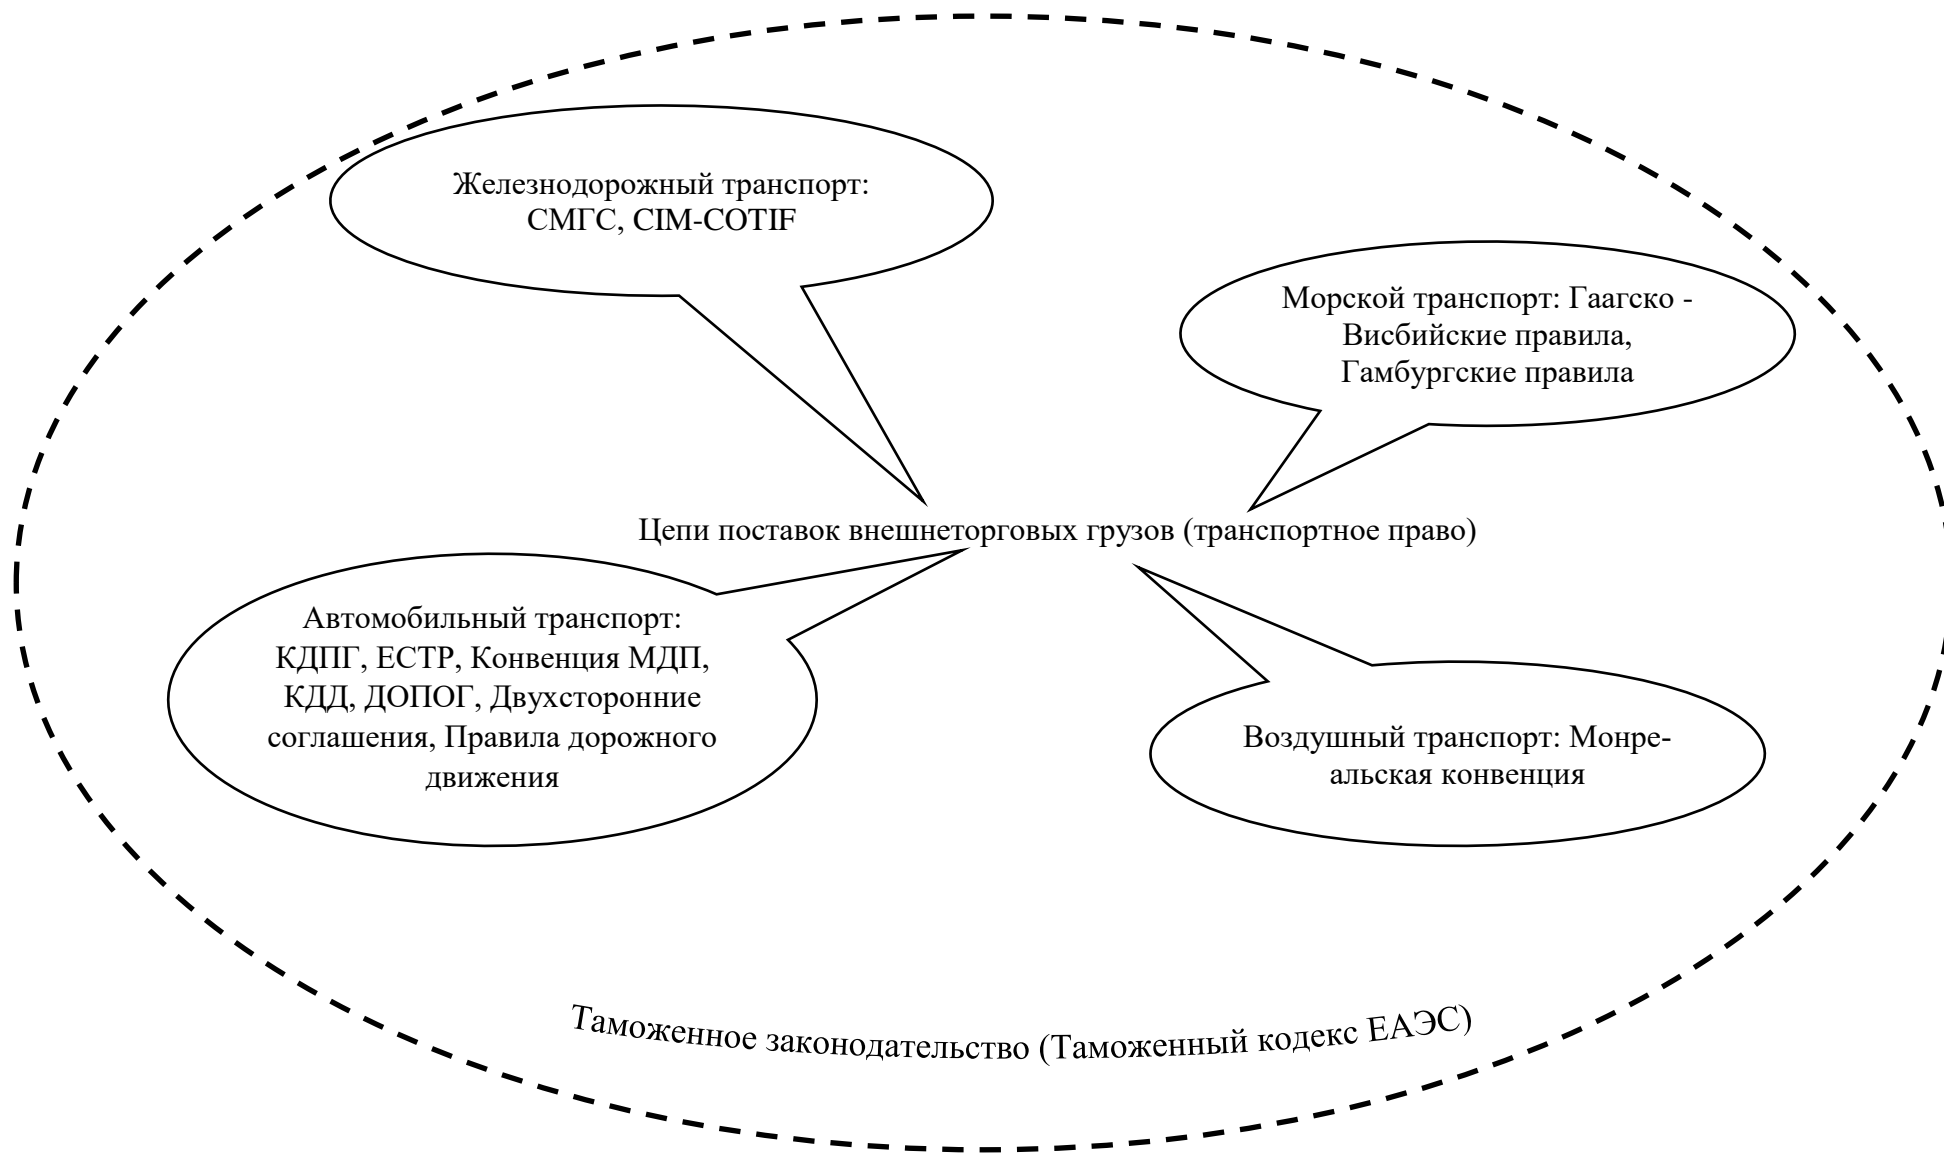 Железнодорожный транспорт:
СМГС, CIM-COTIF
Морской транспорт: Гаагско -
Висбийские правила,
Гамбургские правила
Цепи поставок внешнеторговых грузов (транспортное право)
Автомобильный транспорт:
КДПГ, ЕСТР, Конвенция МДП,
КДД, ДОПОГ, Двухсторонние
соглашения, Правила дорожного
движения
Воздушный транспорт: Монре-
альская конвенция
Таможенное законодательство (Таможенный кодекс ЕАЭС)